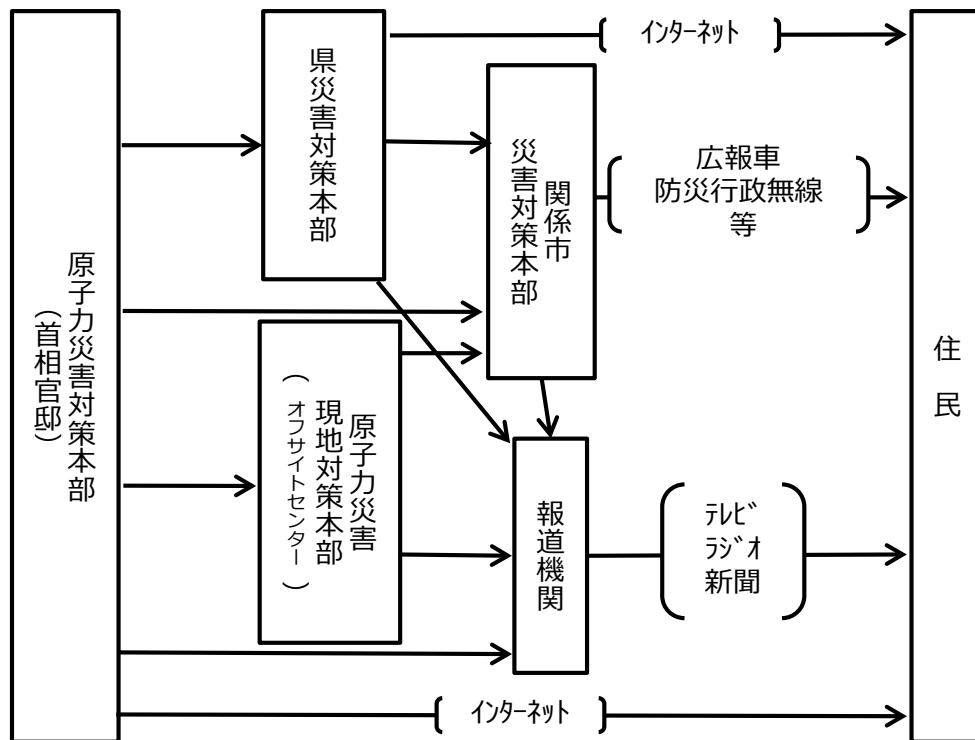 原子力災害対策本部
（首相官邸）
県災害対策本部
インターネット
関係市
災害対策本部
広報車
防災行政無線
等
原子力災害
現地対策本部
（オフサイトセンター）
報道機関
ﾃﾚﾋﾞ
ﾗｼﾞｵ
新聞
インターネット
住民